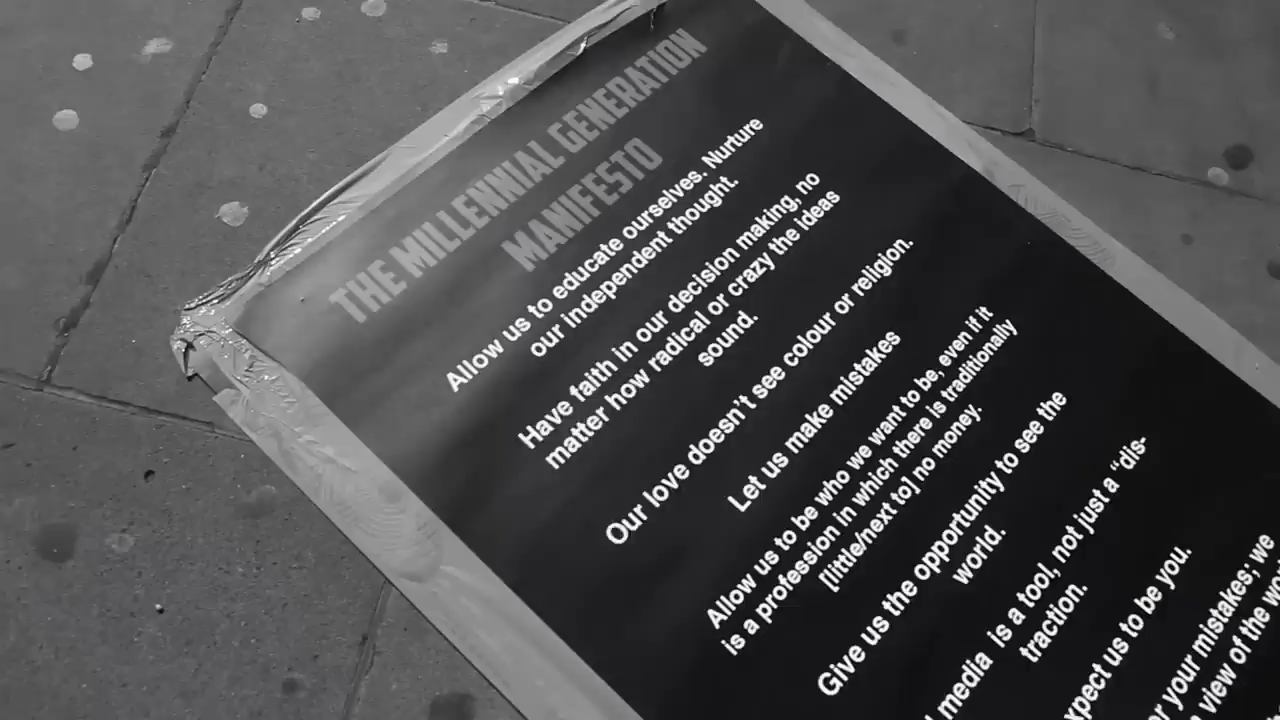 THE MILLENNIAL GENERATION
MANIFESTO
Allow us to educate ourselves. Nurture
our independent thought.
Have faith in our decision making, no
matter how radical or crazy the ideas
sound.
Our love doesn't see colour or religion.
Let us make mistakes
Allow us to be who we want to be, even if it
is a profession in which there is traditionally
[little/next to] no money.
Give us the opportunity to see the
world.
media is a tool, not just a “dis-
traction.
us to be you.
your mistakes; we
view of the